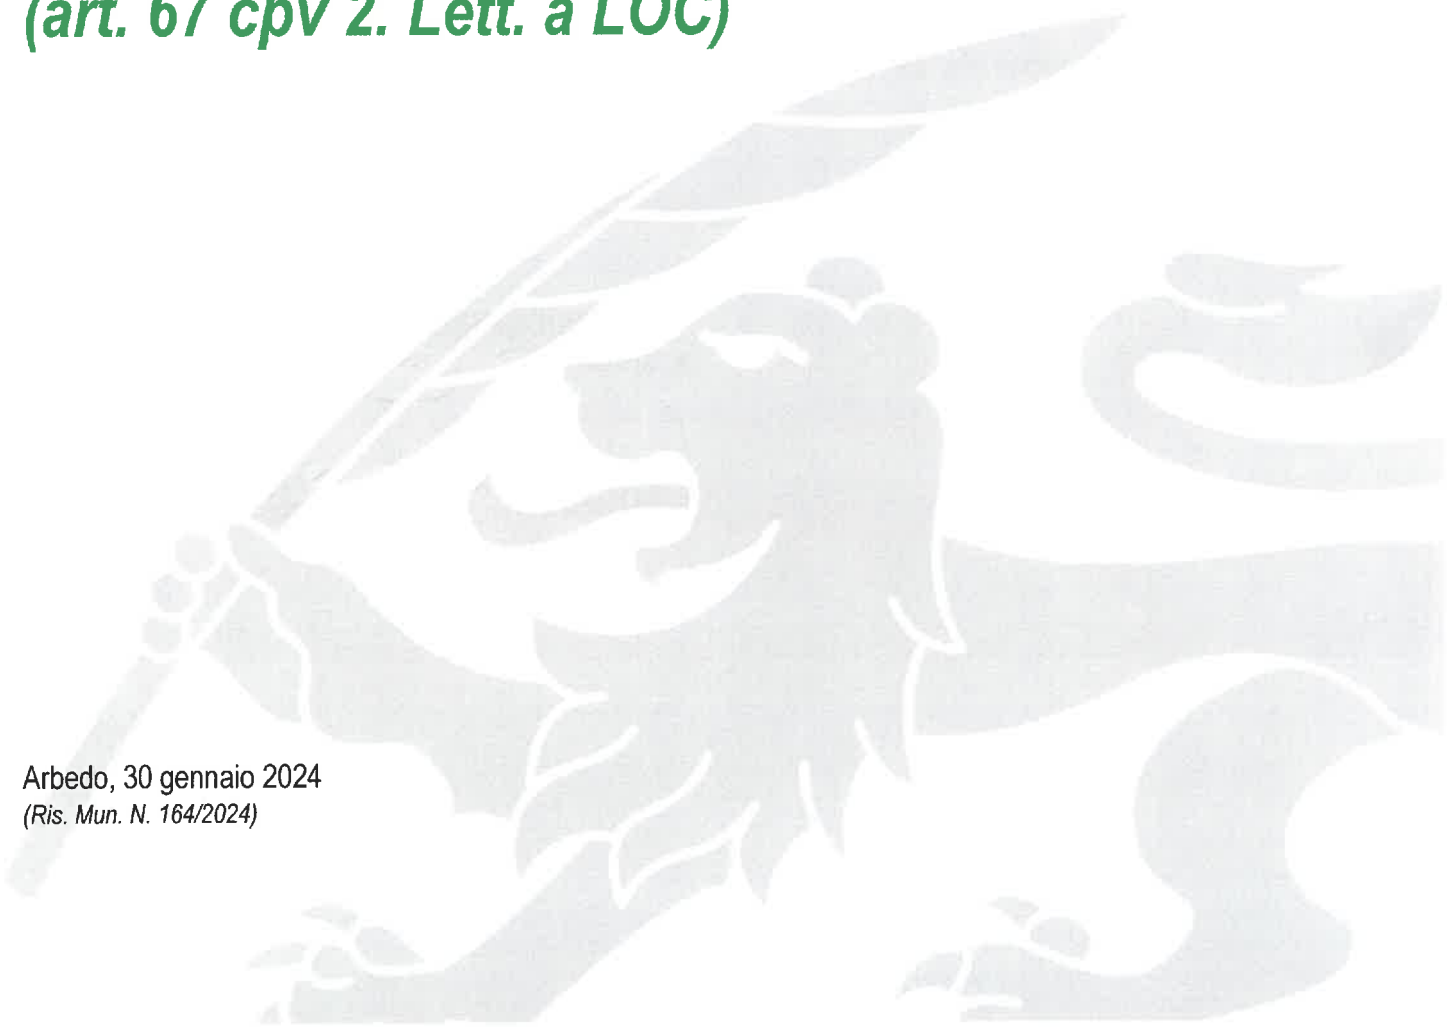 (art. 67 cpv 2. Lett. a LOC)
Arbedo, 30 gennaio 2024
(Ris. Mun. N. 164/2024)